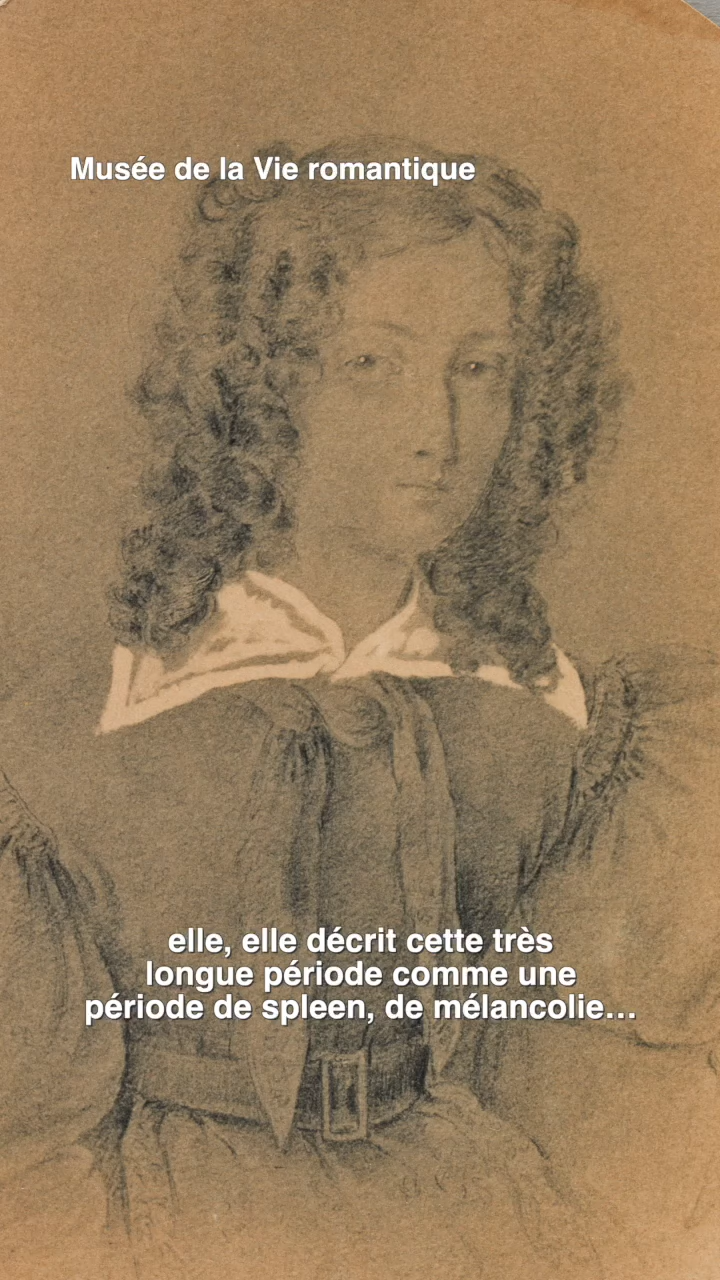 Musée de la Vie romantique
elle, elle décrit cette très
longue période comme une
période de spleen, de mélancolie...